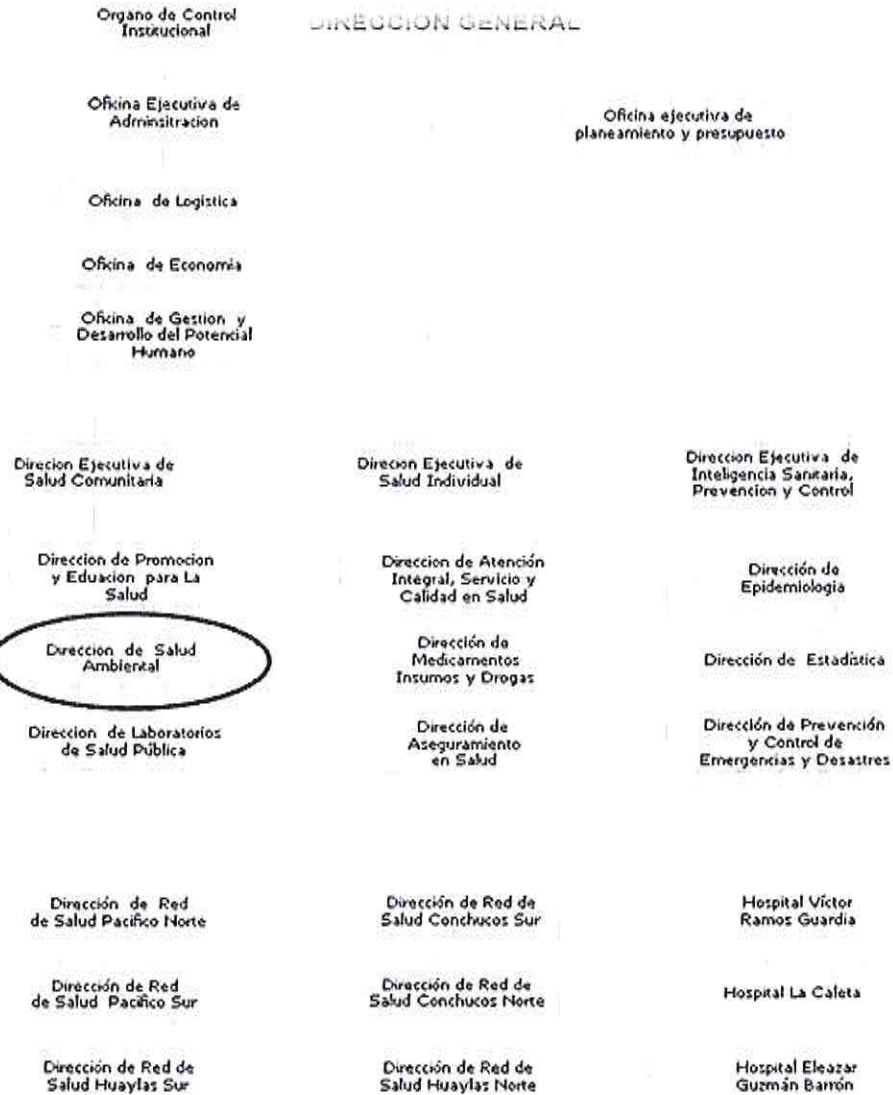 Organo de Control
Institucional
DIRECCION GENERAL
Oficina Ejecutiva de
Adminsitracion
Oficina ejecutiva de
planeamiento y presupuesto
Oficina de Logistica
Oficina de Economia
Oficina de Gestion y
Desarrollo del Potencial
Humano
Direcion Ejecutiva de
Salud Comunitaria
Direcion Ejecutiva de
Salud Individual
Direccion Ejecutiva de
Inteligencia Sanitaria,
Prevencion y Control
Direccion de Promocion
y Eduacion para La
Salud
Direccion de Atención
Integral, Servicio y
Calidad en Salud
Dirección de
Epidemiologia
Direccion de Salud
Ambiental
Dirección de
Medicamentos
Insumos y Drogas
Dirección de Estadística
Direccion de Laboratorios
de Salud Pública
Dirección de
Aseguramiento
en Salud
Dirección de Prevención
y Control de
Emergencias y Desastres
Dirección de Red
de Salud Pacifico Norte
Dirección de Red de
Salud Conchucos Sur
Hospital Víctor
Ramos Guardia
Dirección de Red
de Salud Pacifico Sur
Dirección de Red de
Salud Conchucos Norte
Hospital La Caleta
Dirección de Red de
Salud Huaylas Sur
Dirección de Red de
Salud Huaylas Norte
Hospital Eleazar
Guzmán Barrón